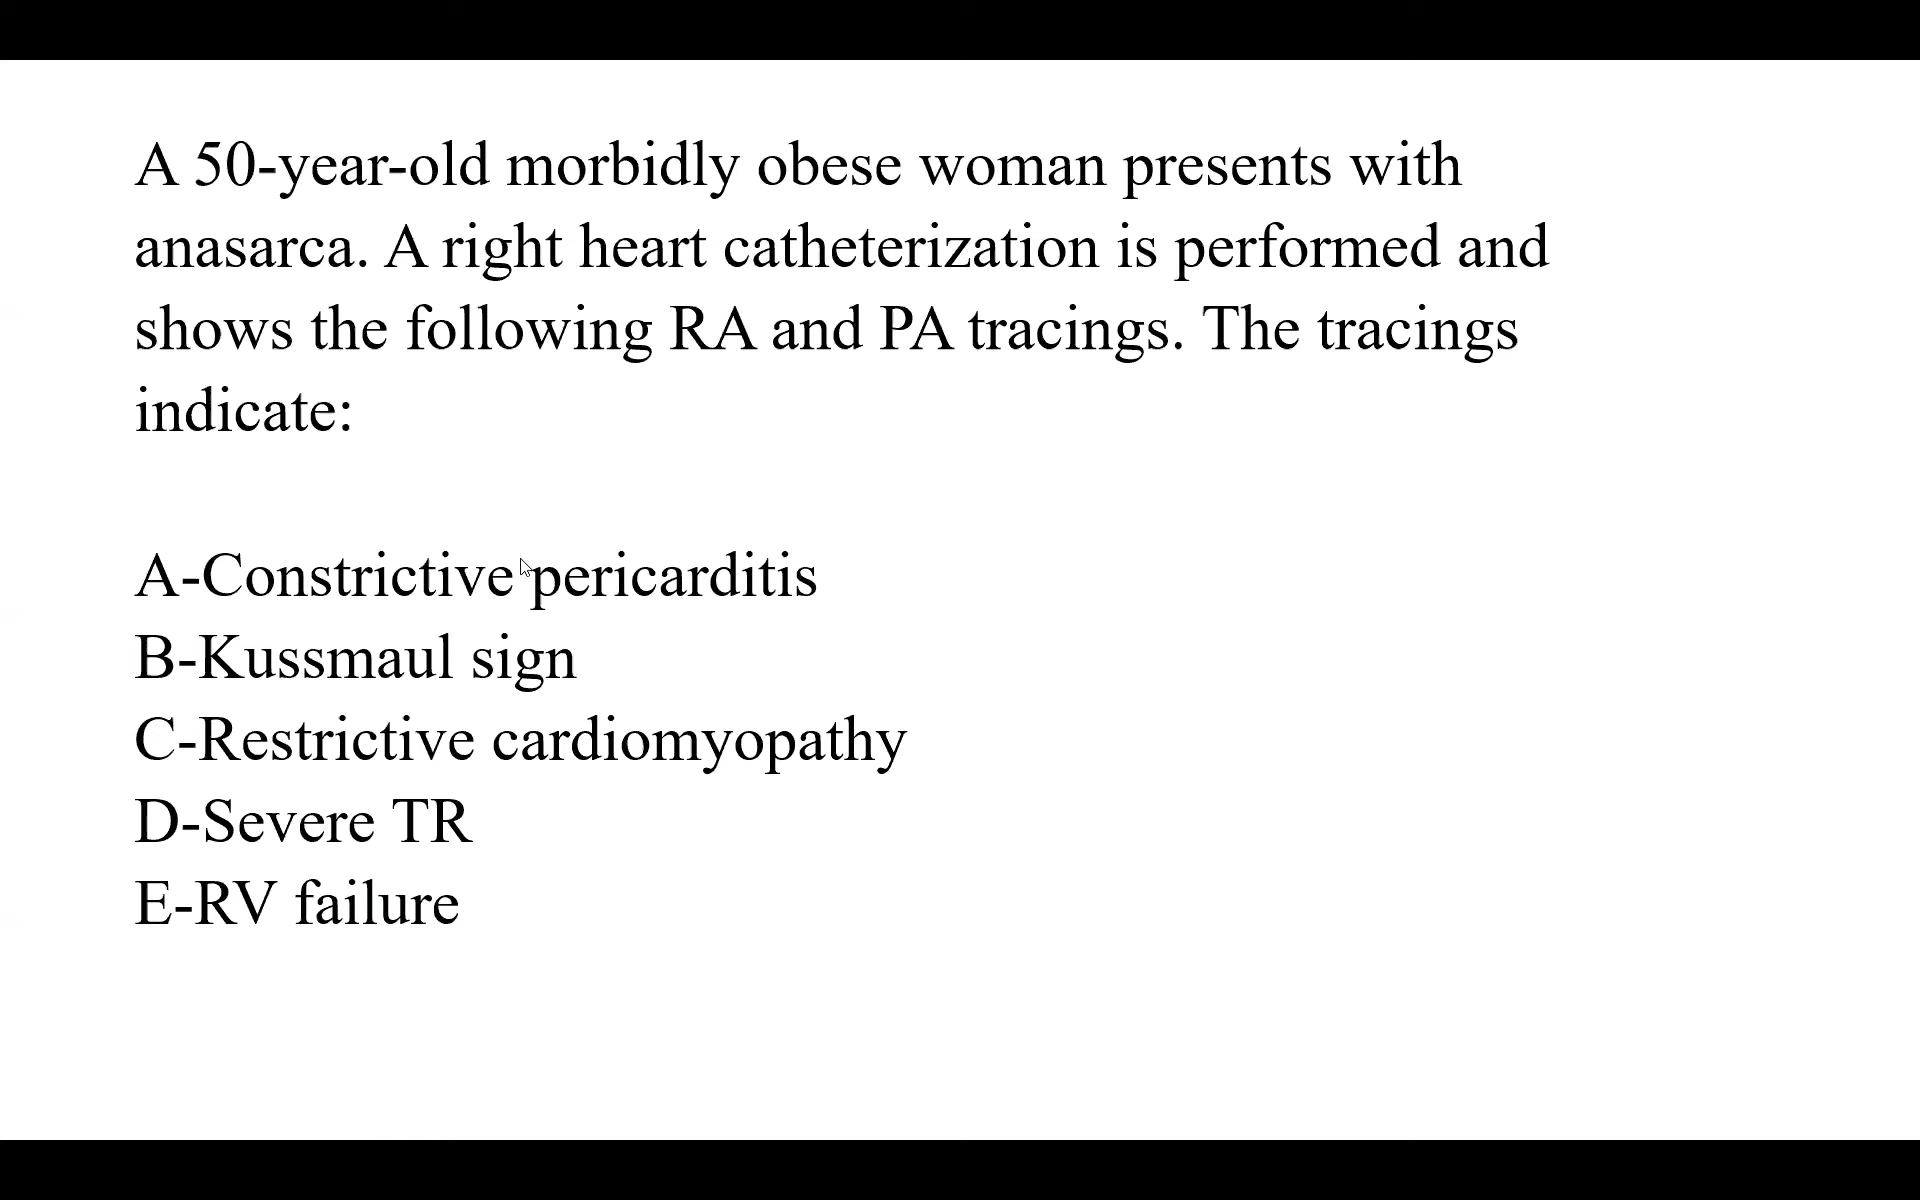 A 50-year-old morbidly obese woman presents with
anasarca. A right heart catheterization is performed and
shows the following RA and PA tracings. The tracings
indicate:
A-Constrictive pericarditis
B-Kussmaul sign
C-Restrictive cardiomyopathy
D-Severe TR
E-RV failure